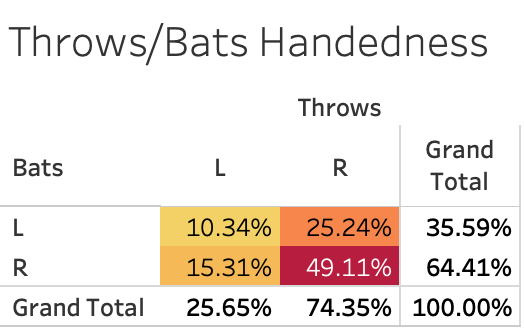 Throws/Bats Handedness
Throws
Bats L R Grand Total
L 10.34% 25.24% 35.59%
R 15.31% 49.11% 64.41%
Grand Total 25.65% 74.35% 100.00%